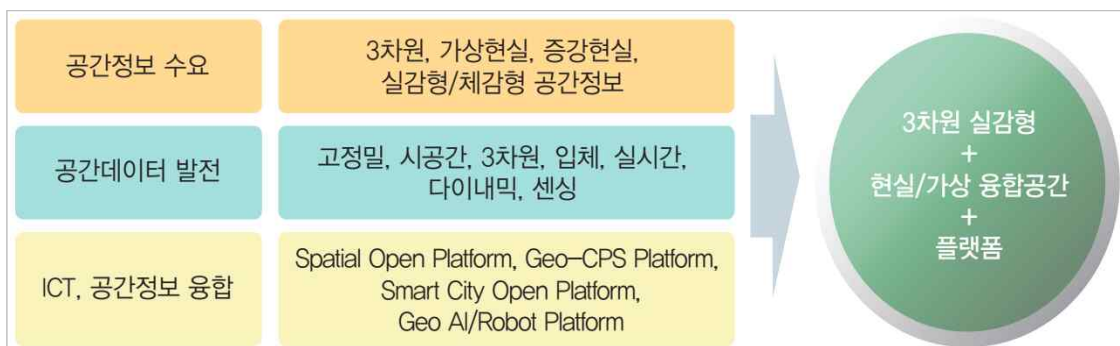 공간정보 수요
3차원, 가상현실, 증강현실,
실감형/체감형 공간정보
공간데이터 발전
고정밀, 시공간, 3차원, 입체, 실시간,
다이내믹, 센싱
ICT, 공간정보 융합
Spatial Open Platform, Geo-CPS Platform,
Smart City Open Platform,
Geo AI/Robot Platform
3차원 실감형
+
현실/가상 융합공간
+
플랫폼